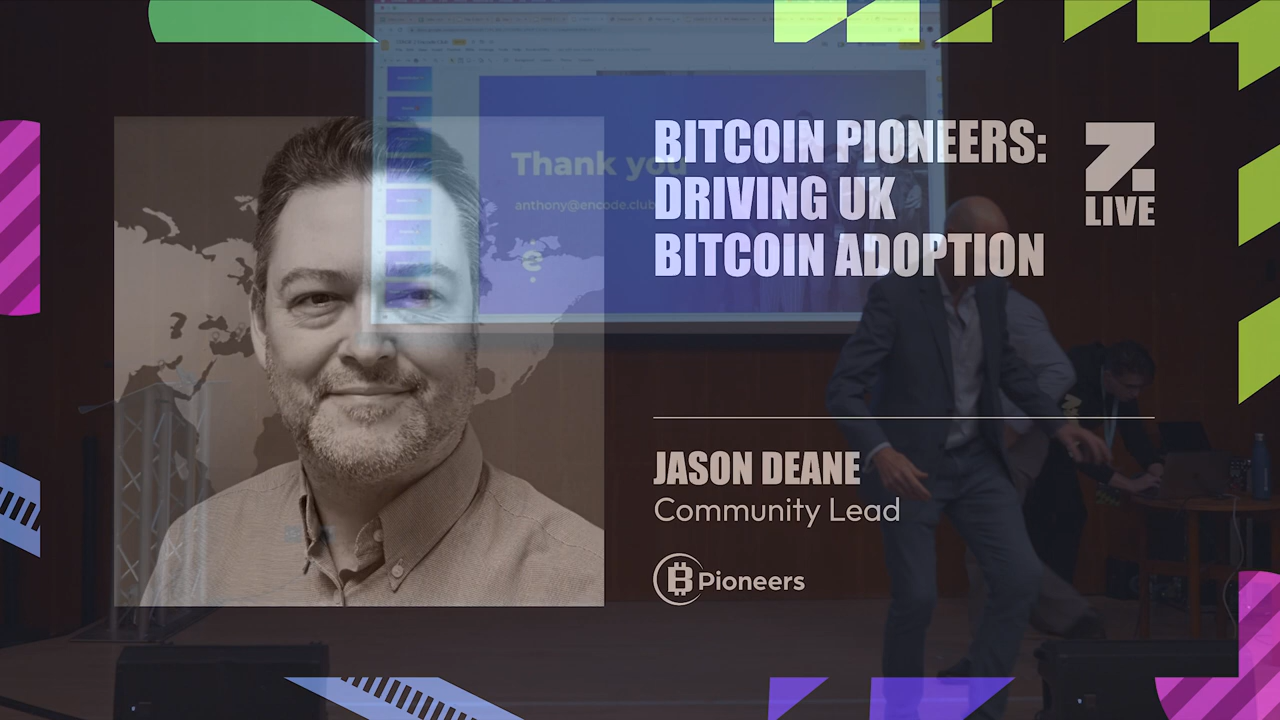 Thank you
anthony@encode.club
BITCOIN PIONEERS:
DRIVING UK
BITCOIN ADOPTION
Z.
LIVE
JASON DEANE
Community Lead
Pioneers